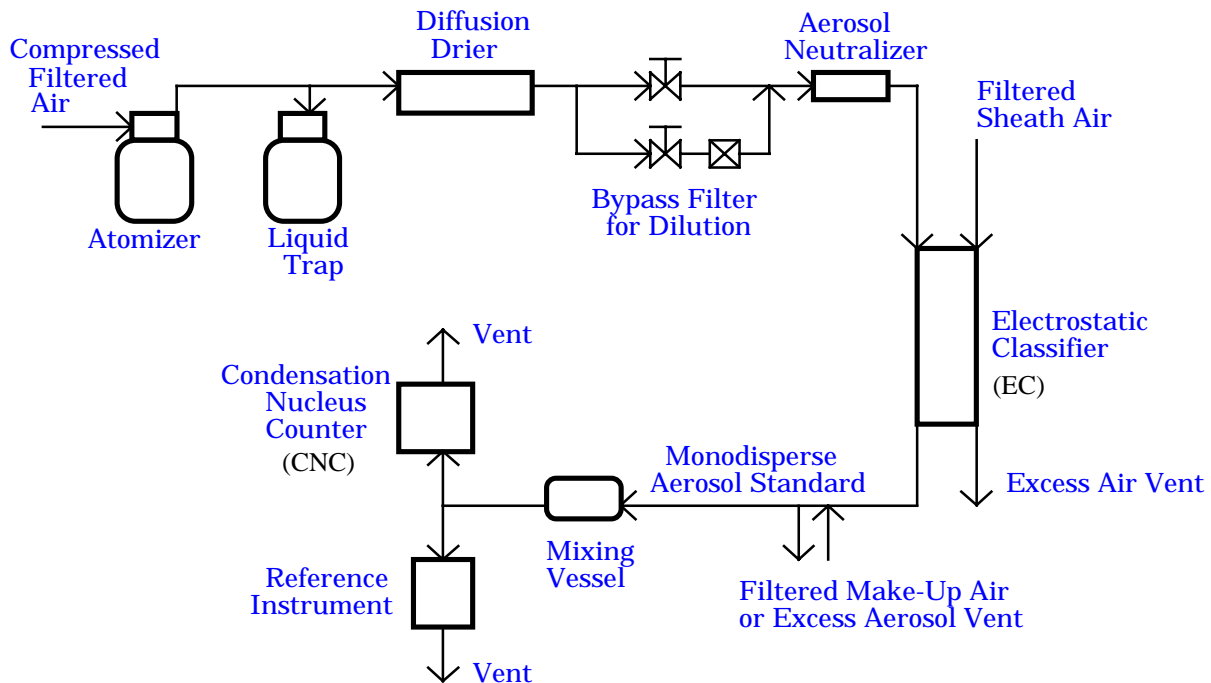 Compressed
Filtered
Air
Atomizer
Liquid
Trap
Diffusion
Drier
Bypass Filter
for Dilution
Aerosol
Neutralizer
Filtered
Sheath Air
Electrostatic
Classifier
(EC)
Excess Air Vent
Monodisperse
Aerosol Standard
Filtered Make-Up Air
or Excess Aerosol Vent
Mixing
Vessel
Vent
Condensation
Nucleus
Counter
(CNC)
Reference
Instrument
Vent